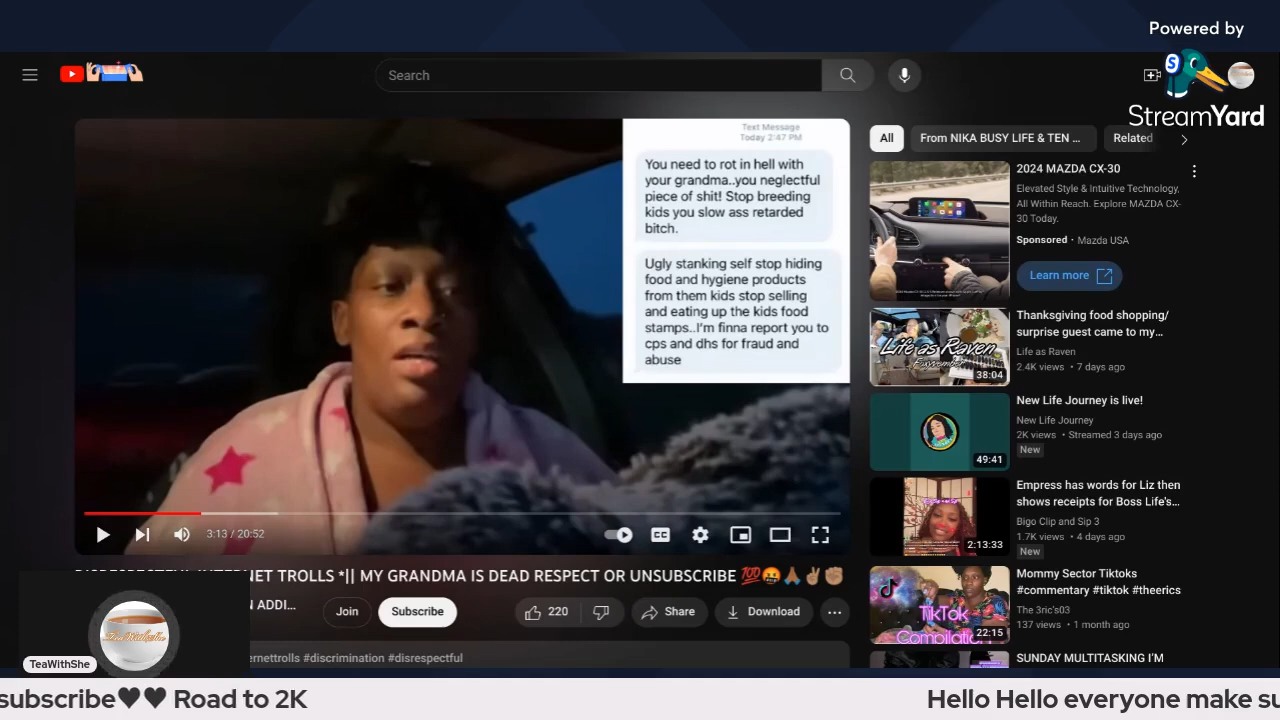 Powered by
StreamYard
Search
All
From NIKA BUSY LIFE & TEN ...
Related
Text Message
Today 2:47 PM
You need to rot in hell with
your grandma..you neglectful
piece of shit! Stop breeding
kids you slow ass retarded
bitch.
Ugly stanking self stop hiding
food and hygiene products
from them kids stop selling
and eating up the kids food
stamps..I'm finna report you to
cps and dhs for fraud and
abuse
3:13 / 20:52
NET TROLLS *|| MY GRANDMA IS DEAD RESPECT OR UNSUBSCRIBE 💯🤬🙏🏾✌🏽✊🏽
ADDI...
Join
Subscribe
220
Share
Download
ernettrolls #discrimination #disrespectful
2024 MAZDA CX-30
Elevated Style & Intuitive Technology,
All Within Reach. Explore MAZDA CX-
30 Today.
Sponsored · Mazda USA
Learn more
Life as Raven
38:04
Thanksgiving food shopping/
surprise guest came to my...
Life as Raven
2.4K views • 7 days ago
49:41
New Life Journey is live!
New Life Journey
2K views • Streamed 3 days ago
New
2:13:33
Empress has words for Liz then
shows receipts for Boss Life's...
Bigo Clip and Sip 3
1.7K views • 4 days ago
New
TikTok
Compilation
22:15
Mommy Sector Tiktoks
#commentary #tiktok #theerics
The 3ric's03
137 views • 1 month ago
SUNDAY MULTITASKING I'M
TeaWithShe
TeaWithShe
subscribe♥♥ Road to 2K
Hello Hello everyone make su